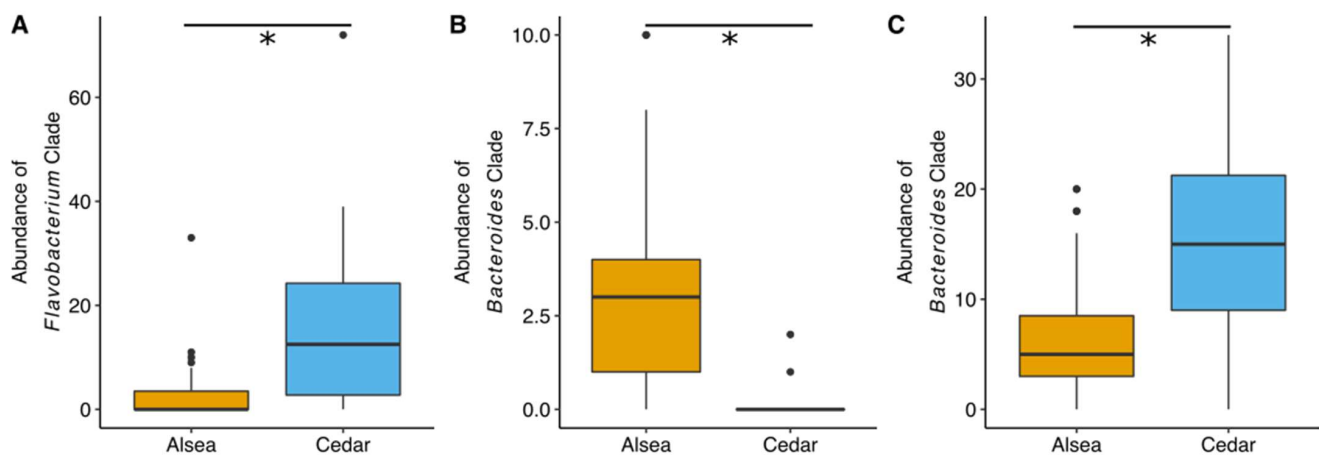 A
Abundance of
Flavobacterium Clade
60
40
20
0
*
Alsea
Cedar
B
Abundance of
Bacteroides Clade
10.0
7.5
5.0
2.5
0.0
*
Alsea
Cedar
C
Abundance of
Bacteroides Clade
30
20
10
0
*
Alsea
Cedar